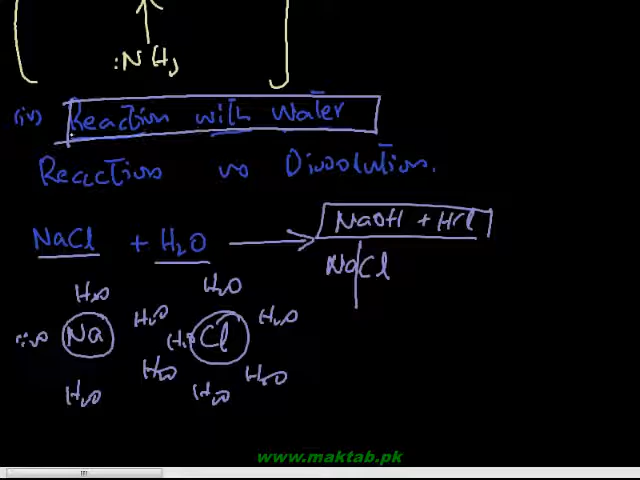 :NH3
(iv) Reaction with Water
Reaction vs Dissolution.
NaCl + H2O → NaOH + HCl
NaCl
H2O H2O
H2O H2O
Na H2O Cl
H2O H2O
H2O H2O
www.maktab.pk